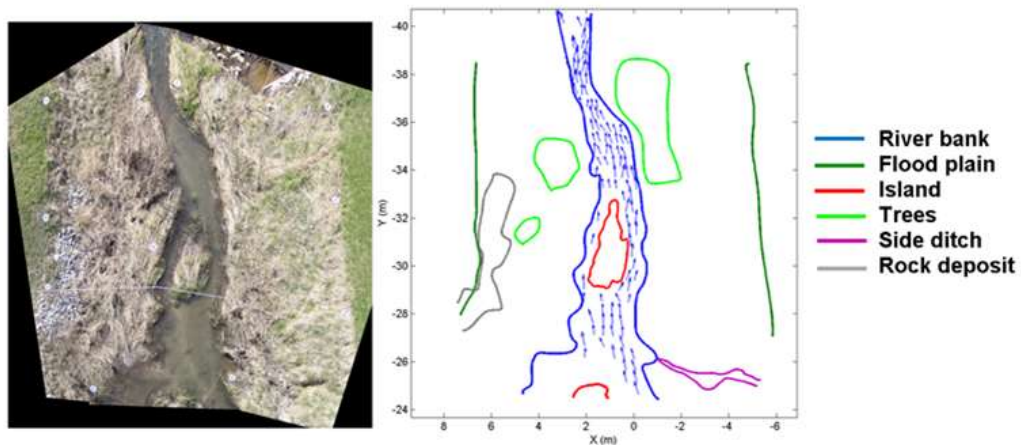 -40
-38
-36
-34
-32
-30
-28
-26
-24
Y (m)
8 6 4 2 0 -2 -4 -6
X (m)
River bank
Flood plain
Island
Trees
Side ditch
Rock deposit